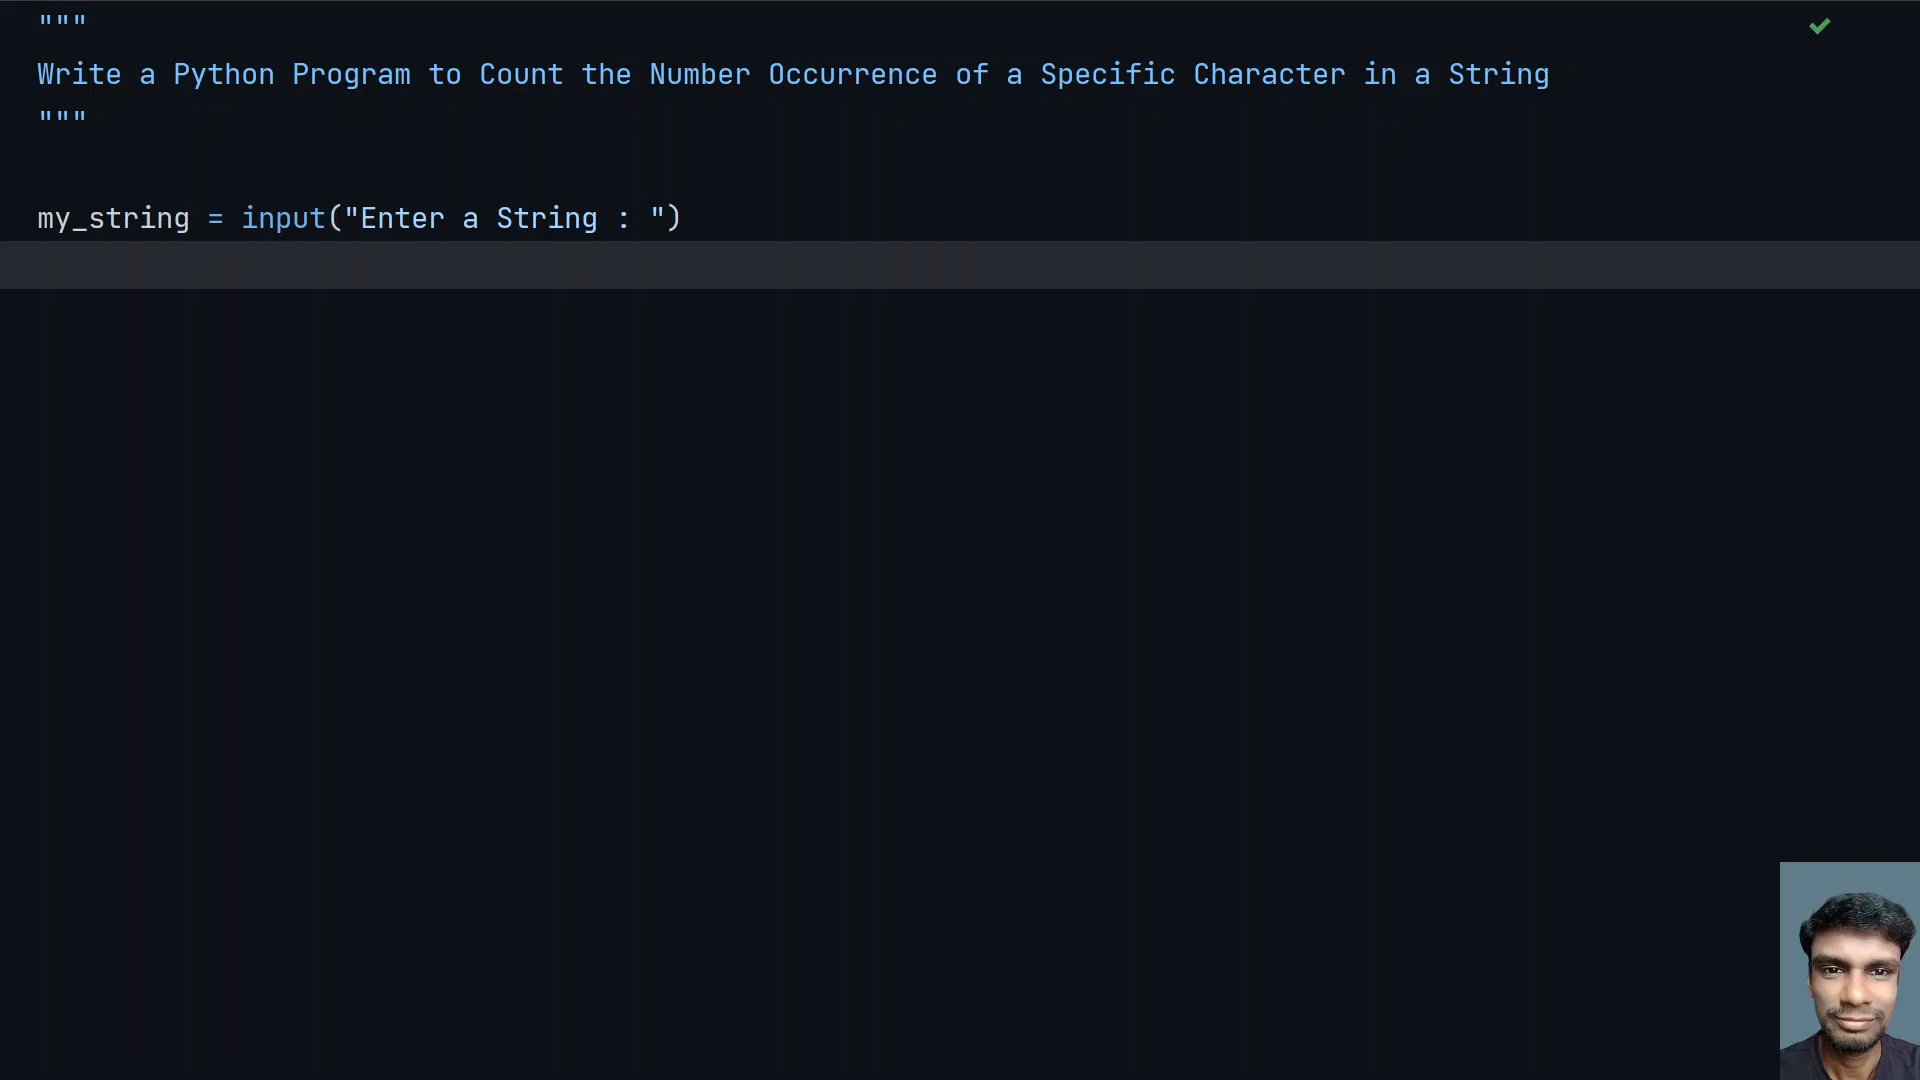 """
Write a Python Program to Count the Number Occurrence of a Specific Character in a String
"""
my_string = input("Enter a String : ")